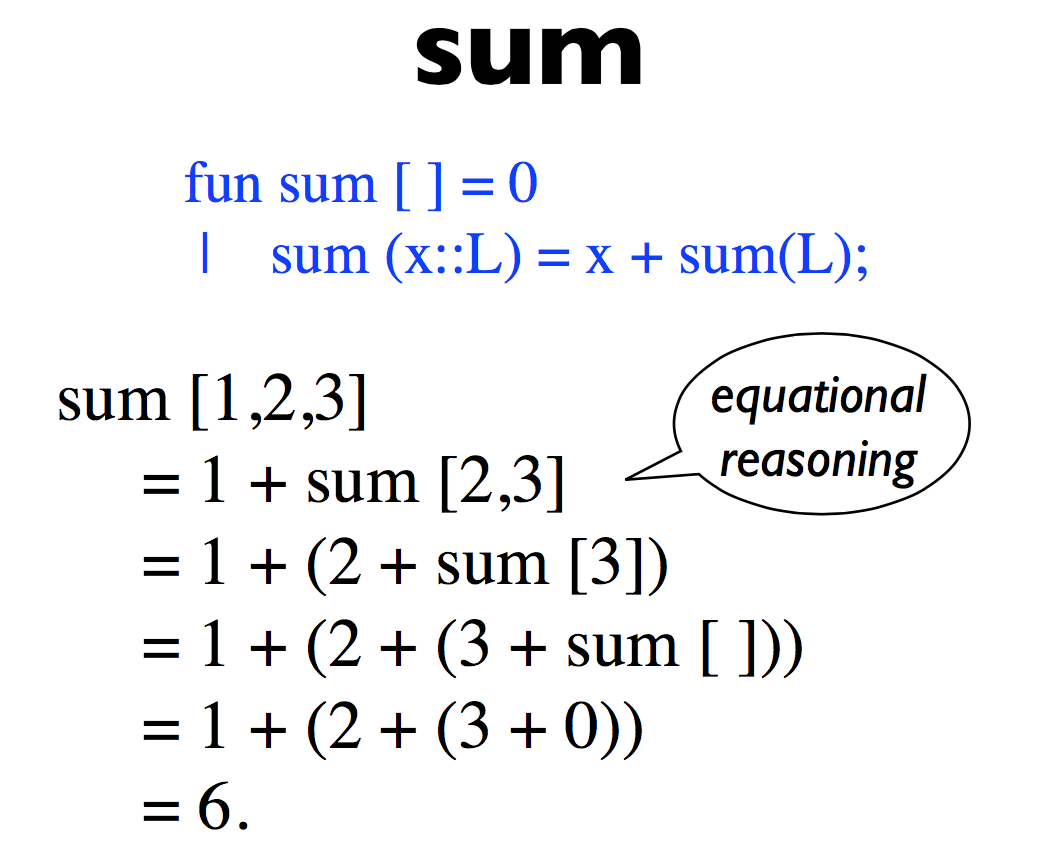 sum
fun sum [ ] = 0
| sum (x::L) = x + sum(L);
sum [1,2,3]
equational
reasoning
= 1 + sum [2,3]
= 1 + (2 + sum [3])
= 1 + (2 + (3 + sum [ ]))
= 1 + (2 + (3 + 0))
= 6.